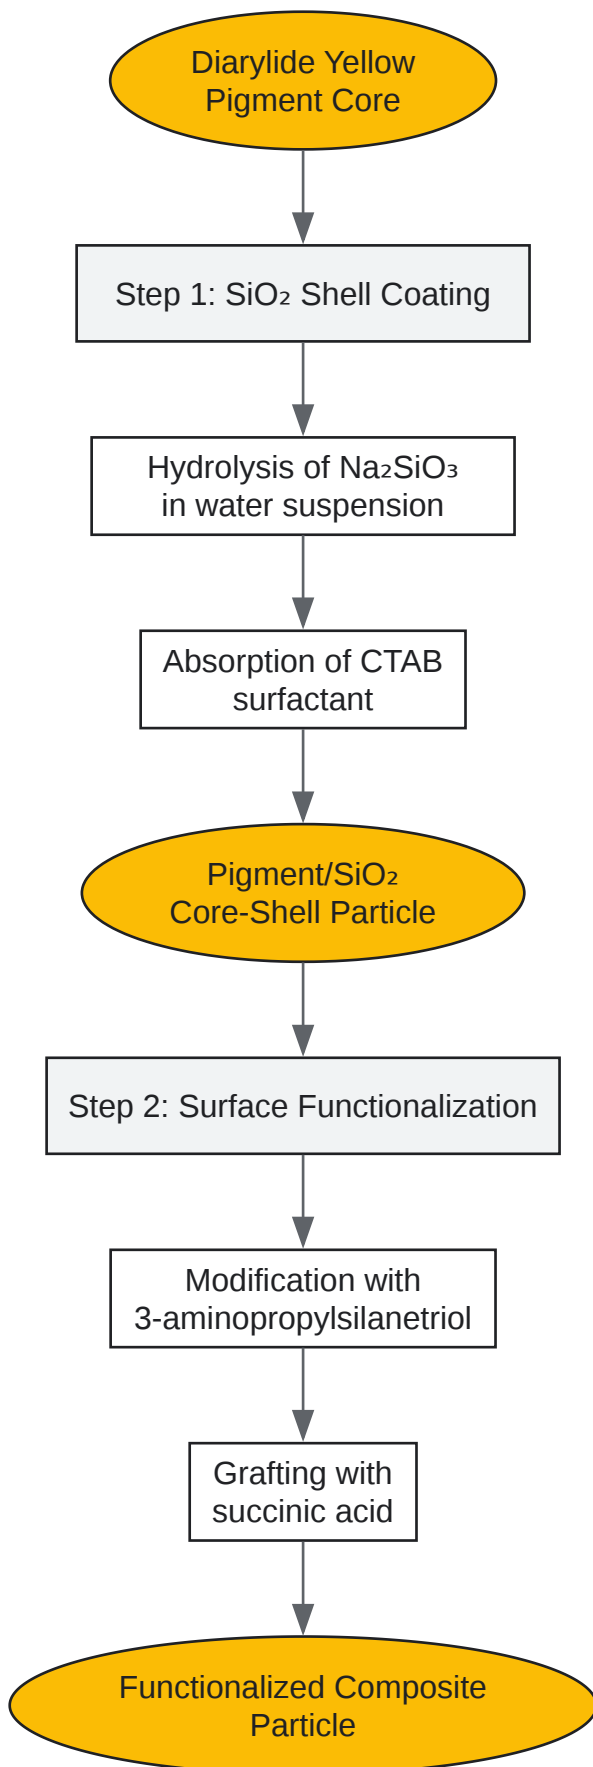 Diarylide Yellow
Pigment Core
Step 1: SiO₂ Shell Coating
Hydrolysis of Na₂SiO₃
in water suspension
Absorption of CTAB
surfactant
Pigment/SiO₂
Core-Shell Particle
Step 2: Surface Functionalization
Modification with
3-aminopropylsilanetriol
Grafting with
succinic acid
Functionalized Composite
Particle